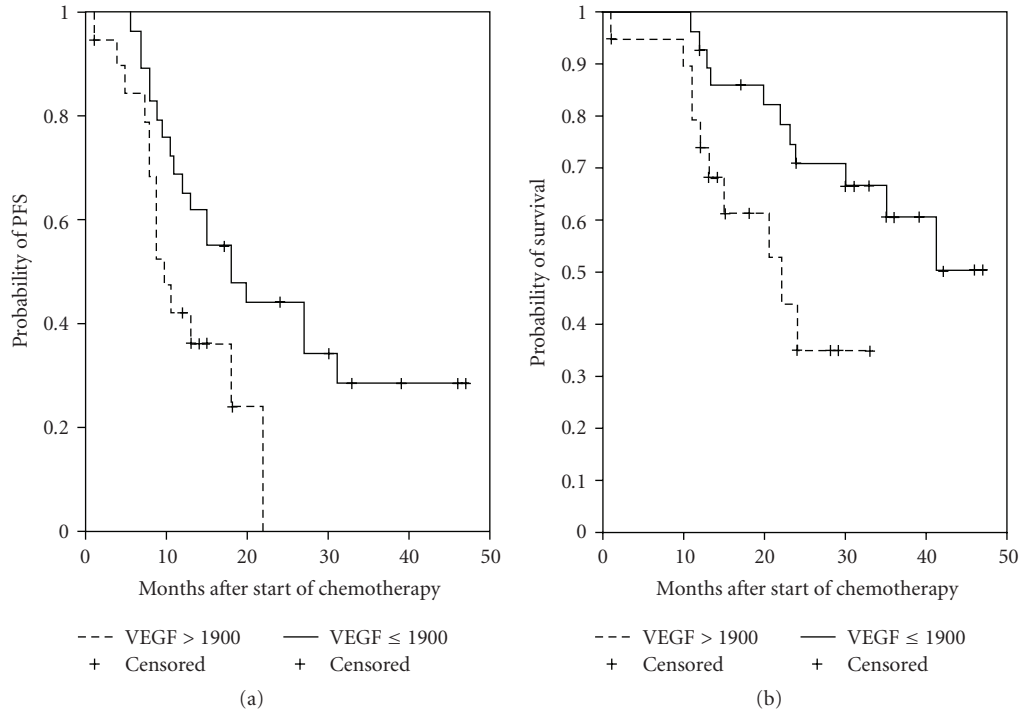 1
0.8
0.6
0.4
0.2
0
Probability of PFS
0 10 20 30 40 50
Months after start of chemotherapy
VEGF > 1900 VEGF ≤ 1900
Censored Censored
(a)
1
0.9
0.8
0.7
0.6
0.5
0.4
0.3
0.2
0.1
0
Probability of survival
0 10 20 30 40 50
Months after start of chemotherapy
VEGF > 1900 VEGF ≤ 1900
Censored Censored
(b)